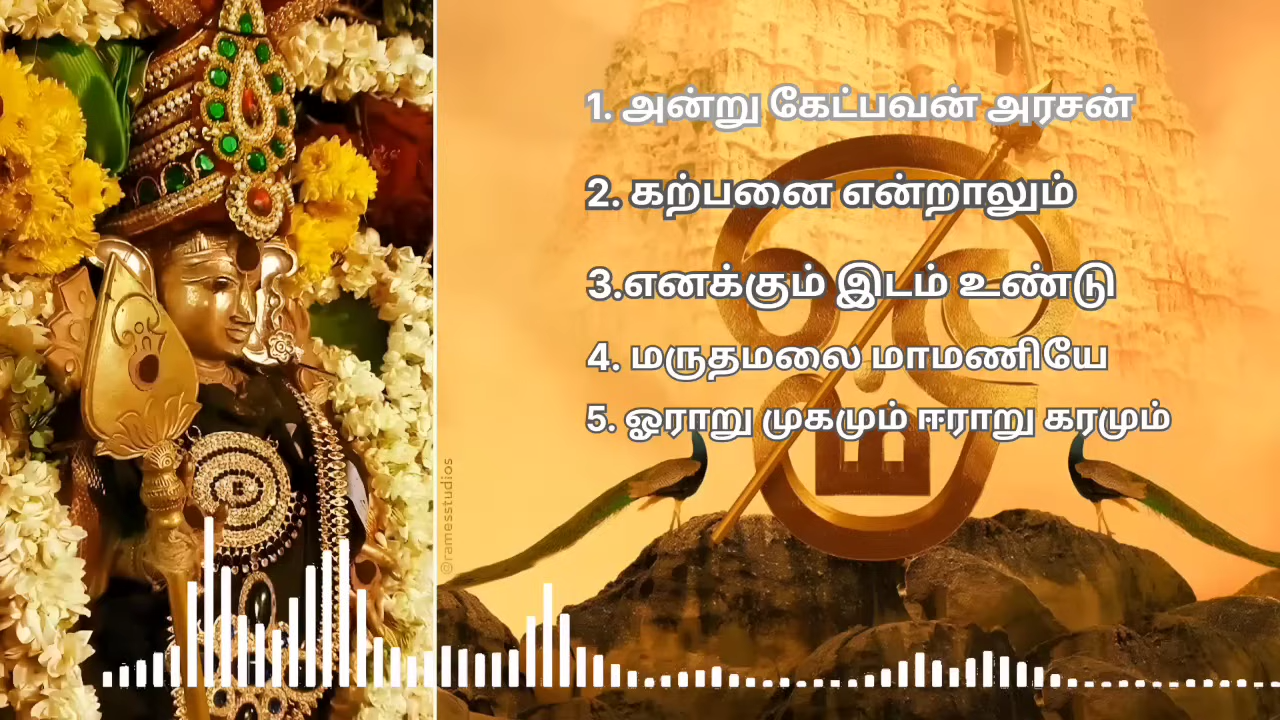 1. அன்று கேட்பவன் அரசன்
2. கற்பனை என்றாலும்
3.எனக்கும் இடம் உண்டு
4. மருதமலை மாமணியே
5. ஓராறு முகமும் ஈராறு கரமும்
@ramesstudios